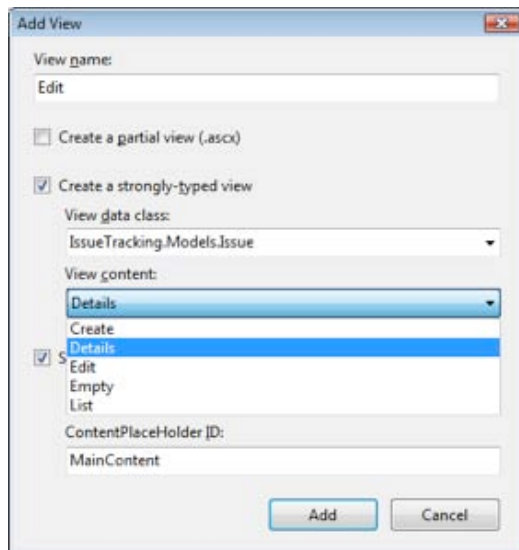 Add View
View name:
Edit
Create a partial view (.ascx)
Create a strongly-typed view
View data class:
IssueTracking.Models.Issue
View content:
Details
Create
Details
S
Edit
Empty
List
ContentPlaceHolder ID:
MainContent
Add Cancel